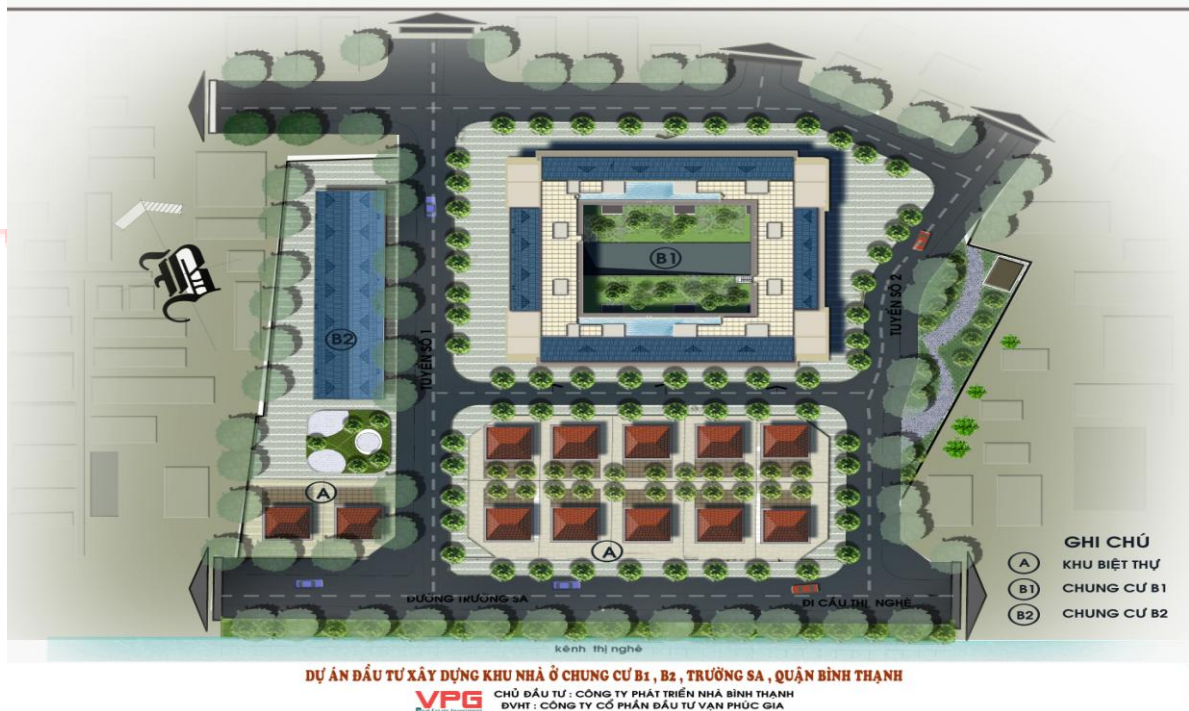 B1
TUYẾN SỐ 2
B2
TUYẾN SỐ 1
A
A
GHI CHÚ
A KHU BIỆT THỰ
B1 CHUNG CƯ B1
B2 CHUNG CƯ B2
ĐƯỜNG TRƯỜNG SA
ĐI CẦU THỊ NGHÈ
kênh thị nghè
DỰ ÁN ĐẦU TƯ XÂY DỰNG KHU NHÀ Ở CHUNG CƯ B1 , B2 , TRƯỜNG SA , QUẬN BÌNH THẠNH
VPG
CHỦ ĐẦU TƯ : CÔNG TY PHÁT TRIỂN NHÀ BÌNH THẠNH
ĐVHT : CÔNG TY CỔ PHẦN ĐẦU TƯ VẠN PHÚC GIA